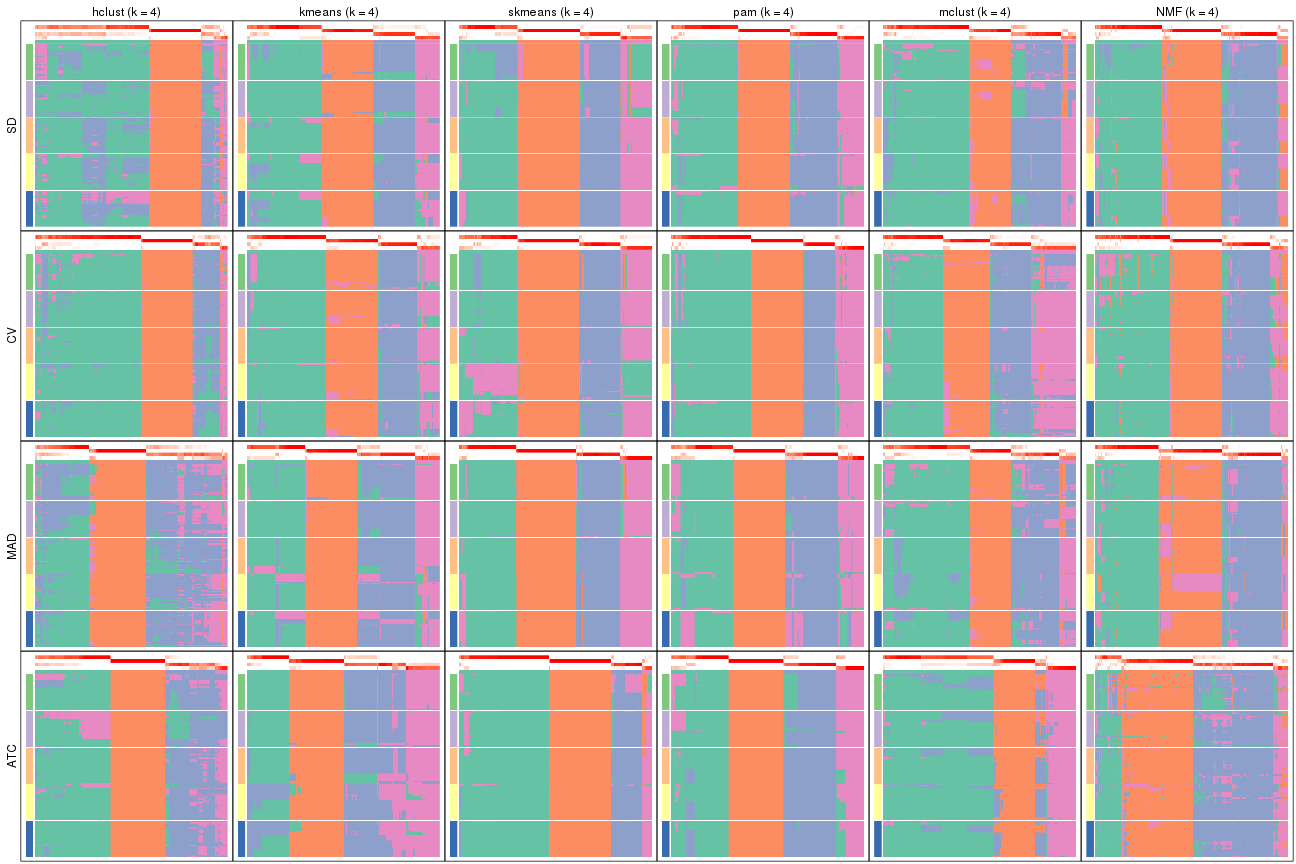 hclust (k = 4) kmeans (k = 4) skmeans (k = 4) pam (k = 4) mclust (k = 4) NMF (k = 4)
SD
CV
MAD
ATC